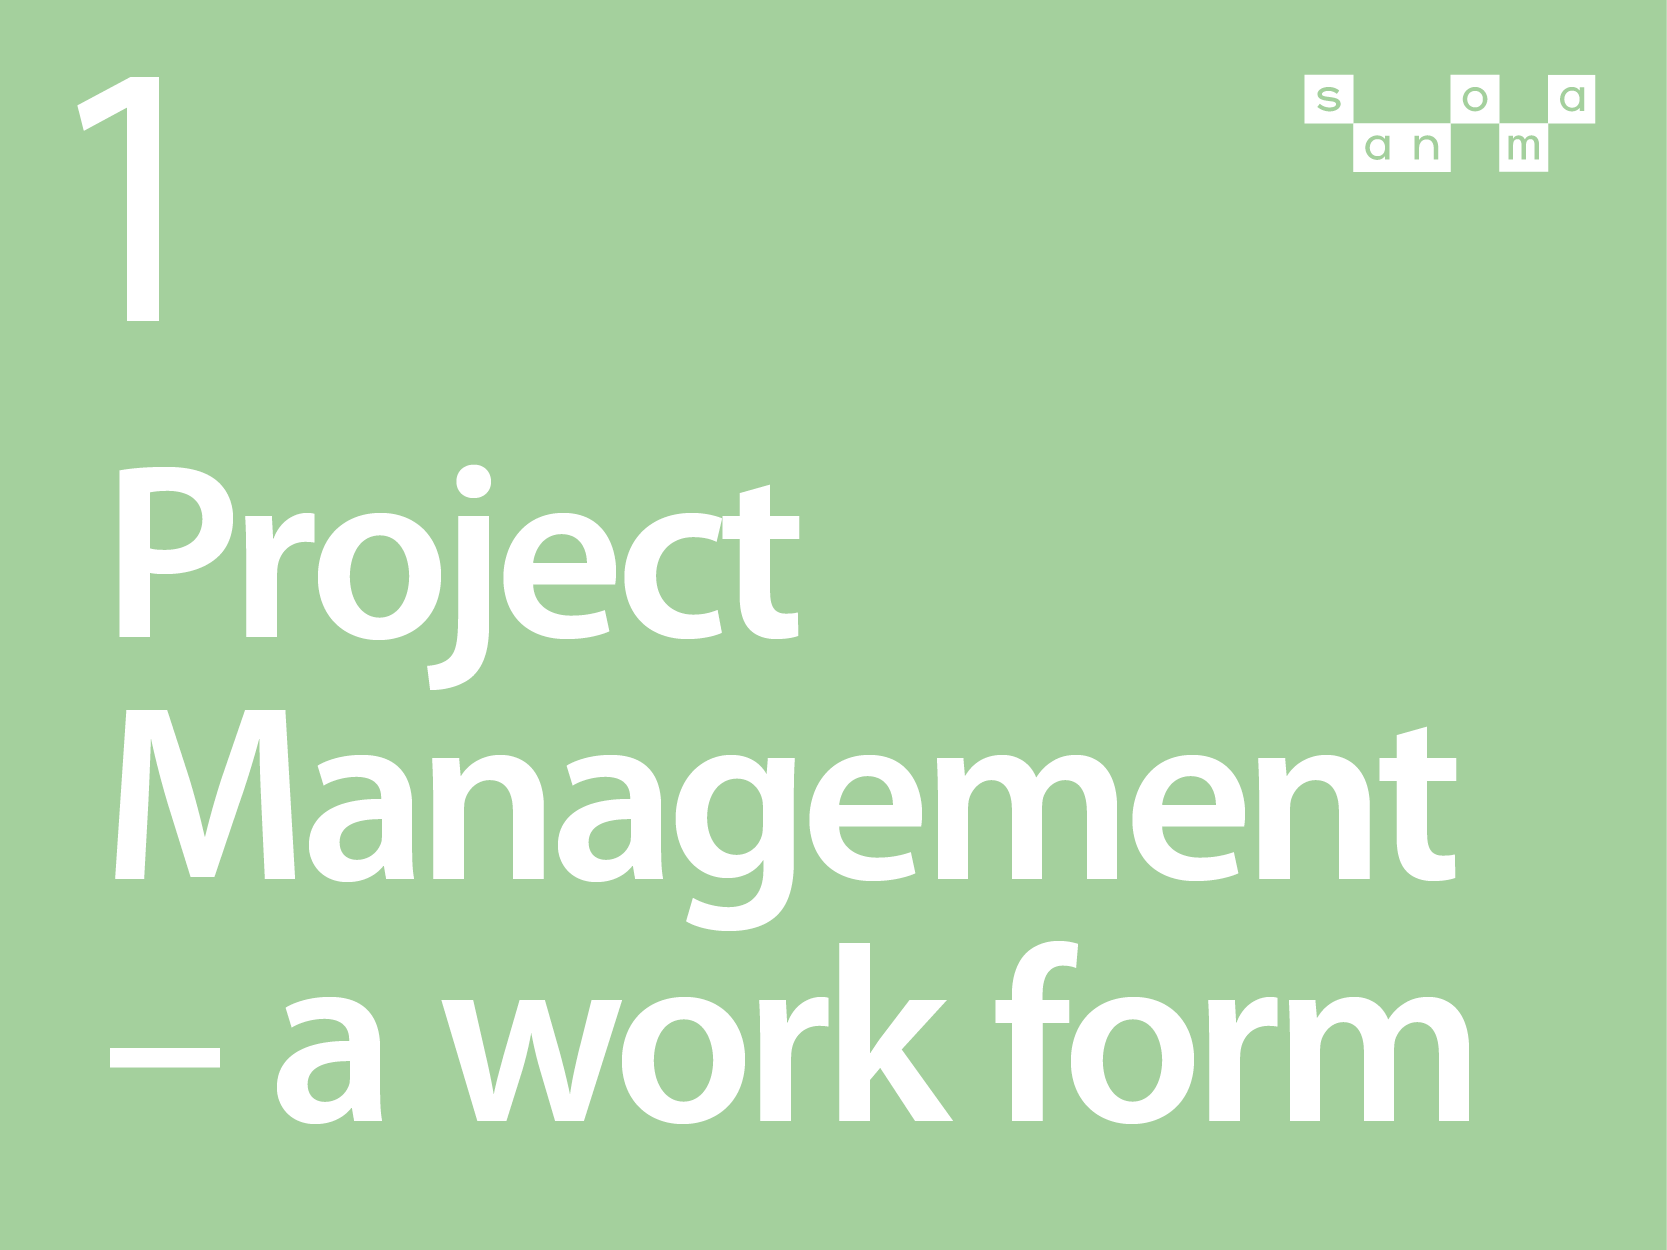 1
sanoma
Project
Management
– a work form